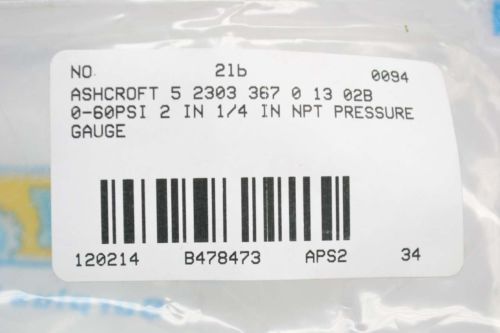 NO. 21b 0094
ASHCROFT 5 2303 367 0 13 02B
0-60PSI 2 IN 1/4 IN NPT PRESSURE
GAUGE
120214 B478473 APS2 34